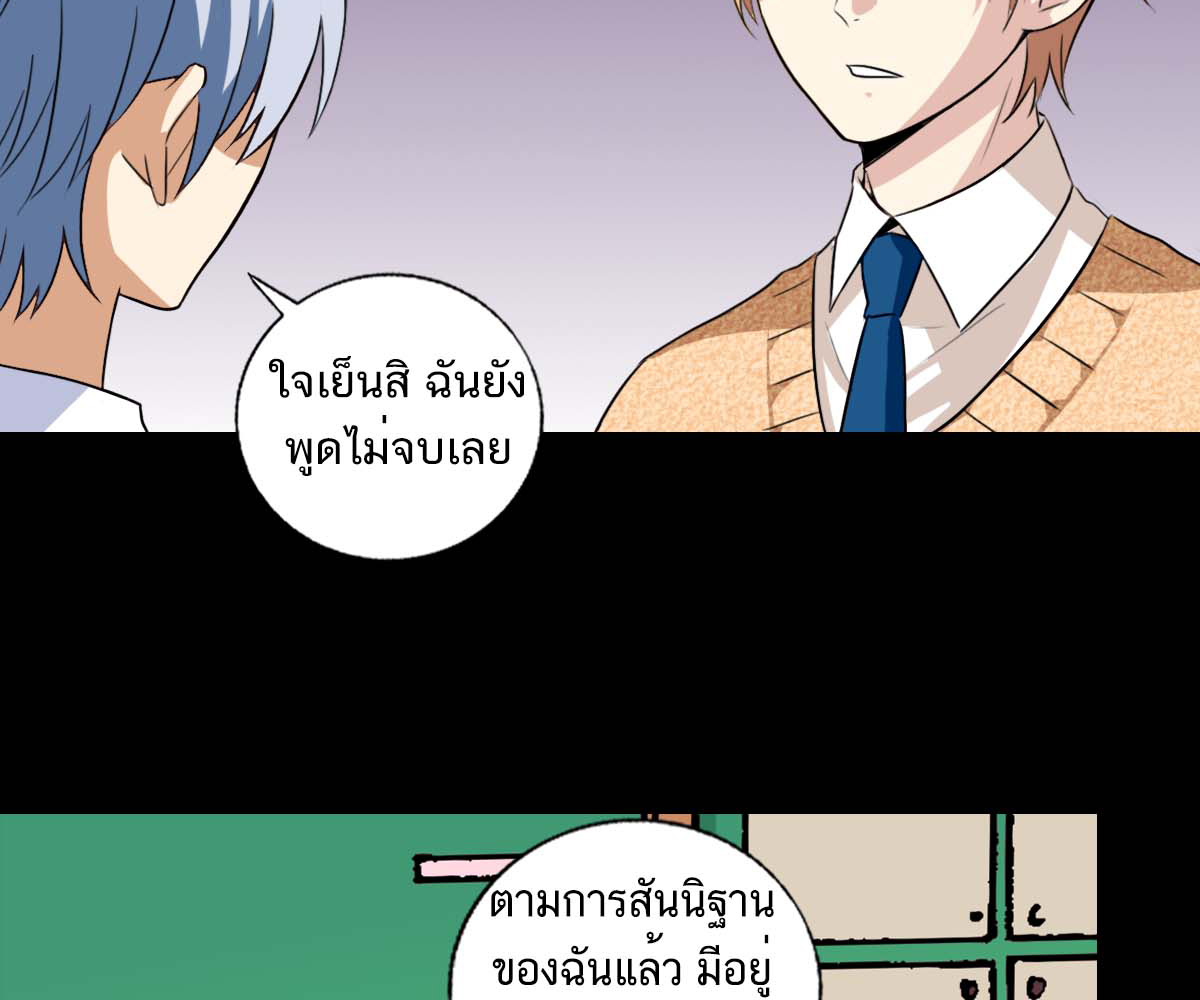 ใจเย็นสิ ฉันยัง
พูดไม่จบเลย
ตามการสันนิฐาน
ของฉันแล้ว มีอยู่